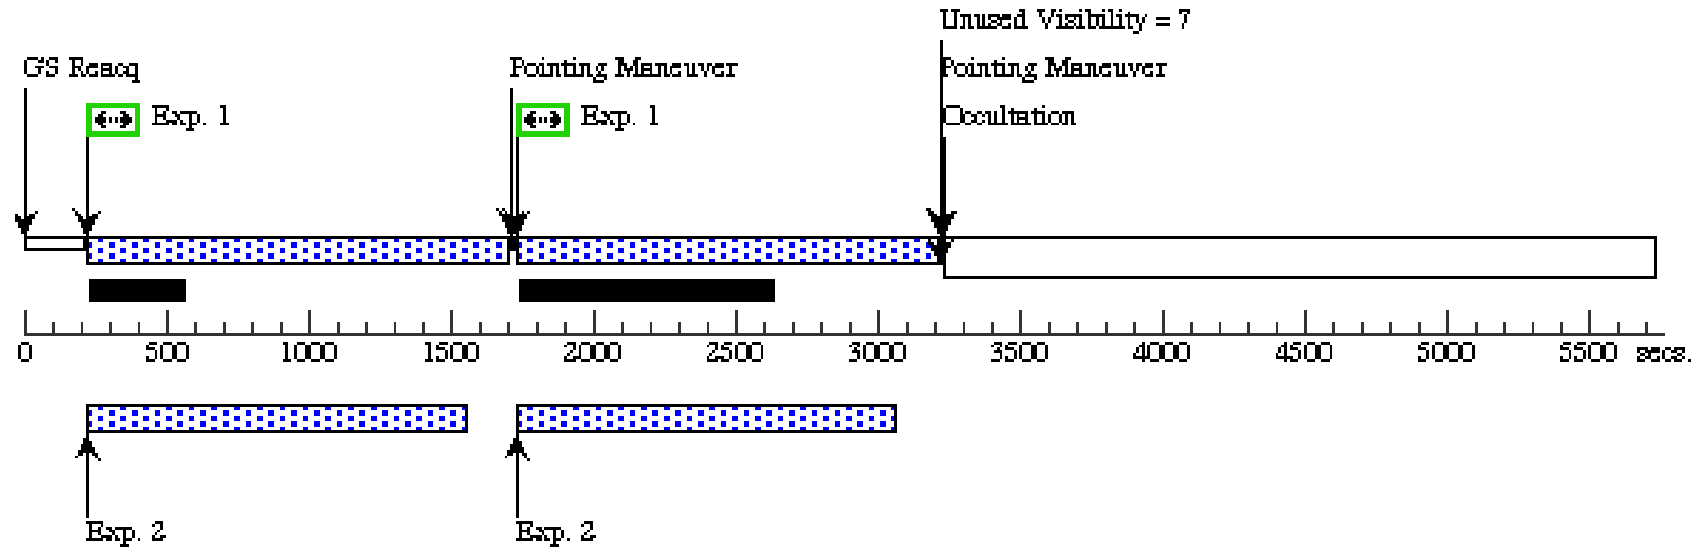 Unused Visibility = 7
GS Reacq Pointing Maneuver Pointing Maneuver
Exp. 1 Exp. 1 Occultation
0 500 1000 1500 2000 2500 3000 3500 4000 4500 5000 5500 secs.
Exp. 2 Exp. 2